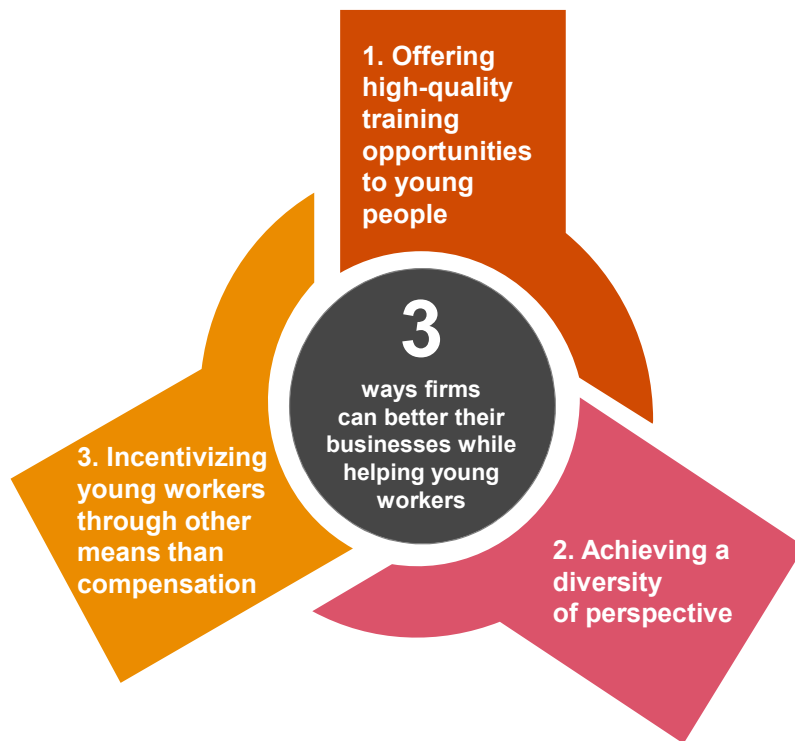 1. Offering
high-quality
training
opportunities
to young
people
3
ways firms
can better their
businesses while
helping young
workers
2. Achieving a
diversity
of perspective
3. Incentivizing
young workers
through other
means than
compensation